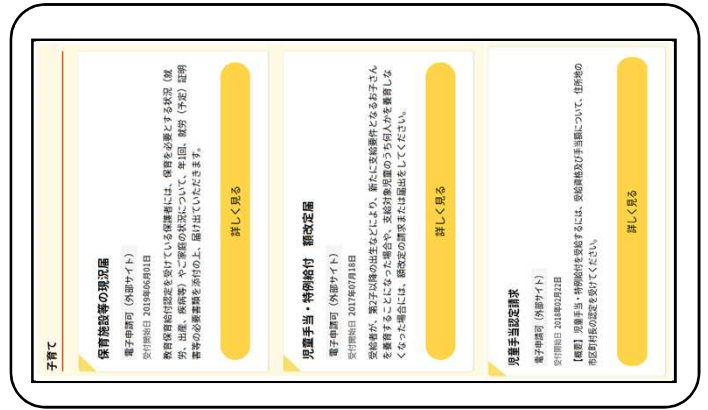 子育て
保育施設等の現況届
電子申請可（外部サイト）
受付開始日 2019年06月01日
教育保育給付認定を受けている保護者には、保育を必要とする状況（就
労、出産、疾病等）やご家庭の状況について、年1回、就労（予定）証明
書等の必要書類を添付の上、届け出ていただきます。
詳しく見る
児童手当・特例給付　額改定届
電子申請可（外部サイト）
受付開始日 2017年07月18日
受給者が、第2子以降の出生などにより、新たに支給要件となるお子さん
を養育することになった場合や、支給対象児童のうち何人かを養育しな
くなった場合には、額改定の請求または届出をしてください。
詳しく見る
児童手当認定請求
電子申請可（外部サイト）
受付開始日 2018年02月22日
【概要】 児童手当・特例給付を受給するには、受給資格及び手当額について、住所地の
市区町村長の認定を受けてください。
詳しく見る